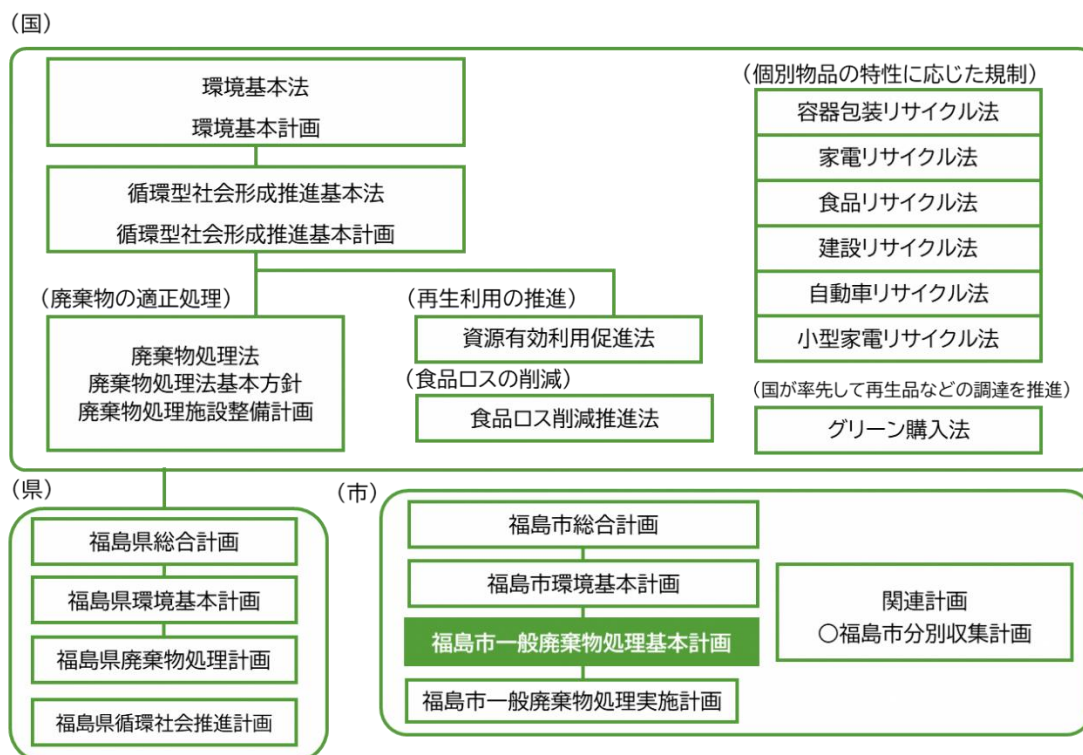 （国）
環境基本法
環境基本計画
循環型社会形成推進基本法
循環型社会形成推進基本計画
（廃棄物の適正処理）
廃棄物処理法
廃棄物処理法基本方針
廃棄物処理施設整備計画
（再生利用の推進）
資源有効利用促進法
（食品ロスの削減）
食品ロス削減推進法
（個別物品の特性に応じた規制）
容器包装リサイクル法
家電リサイクル法
食品リサイクル法
建設リサイクル法
自動車リサイクル法
小型家電リサイクル法
（国が率先して再生品などの調達を推進）
グリーン購入法
（県）
福島県総合計画
福島県環境基本計画
福島県廃棄物処理計画
福島県循環社会推進計画
（市）
福島市総合計画
福島市環境基本計画
福島市一般廃棄物処理基本計画
福島市一般廃棄物処理実施計画
関連計画
〇福島市分別収集計画